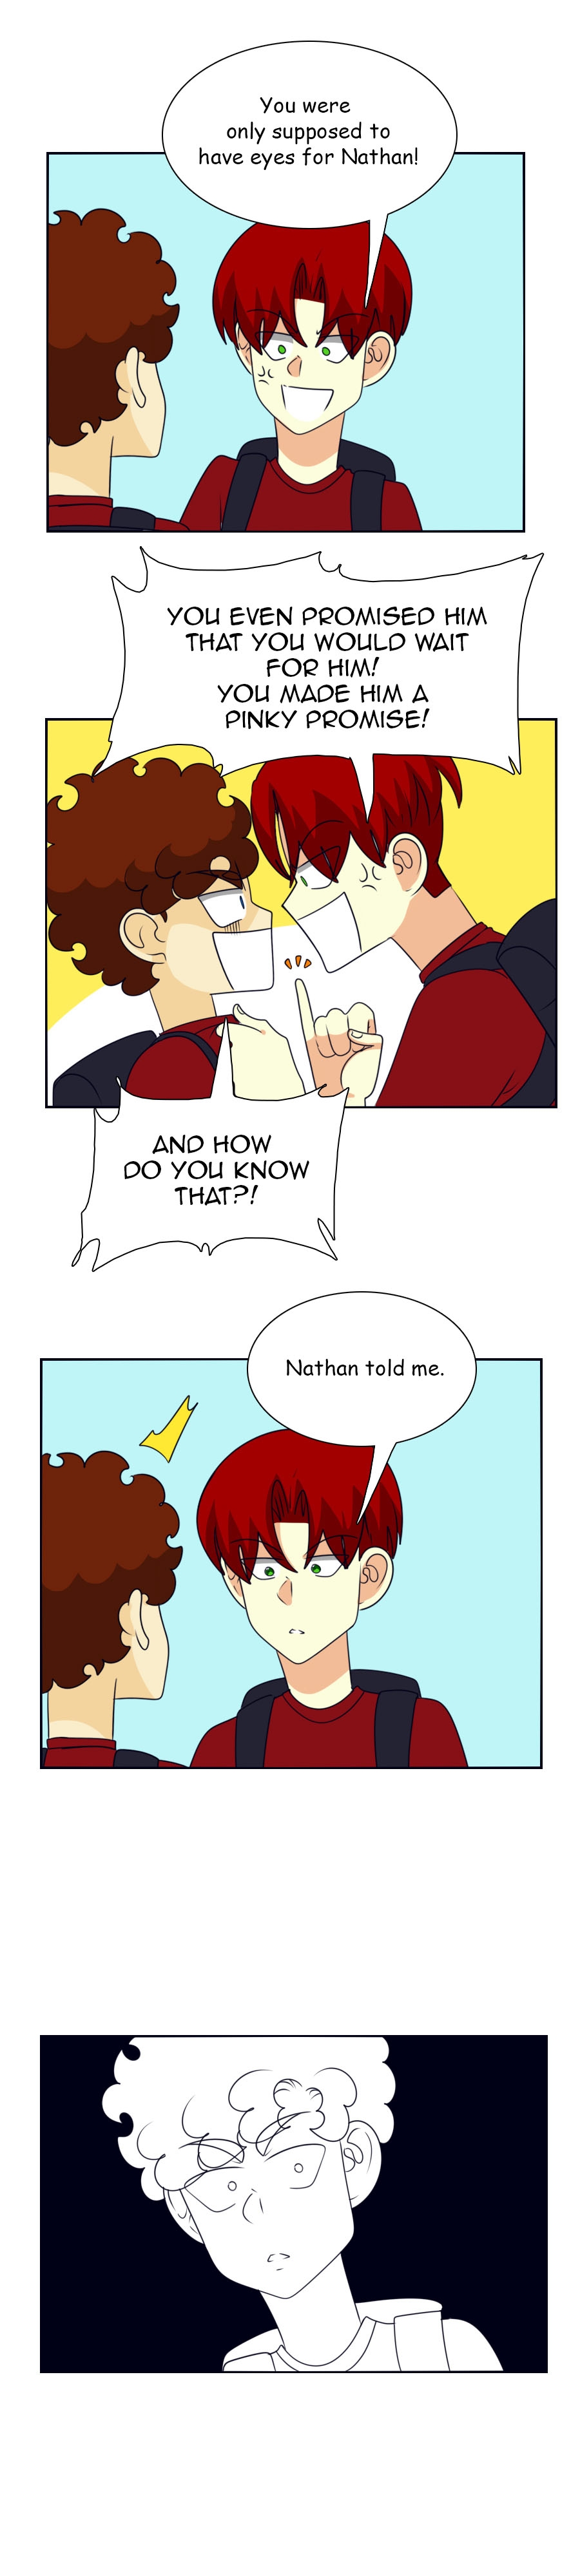 You were
only supposed to
have eyes for Nathan!
YOU EVEN PROMISED HIM
THAT YOU WOULD WAIT
FOR HIM!
YOU MADE HIM A
PINKY PROMISE!
AND HOW
DO YOU KNOW
THAT?!
Nathan told me.